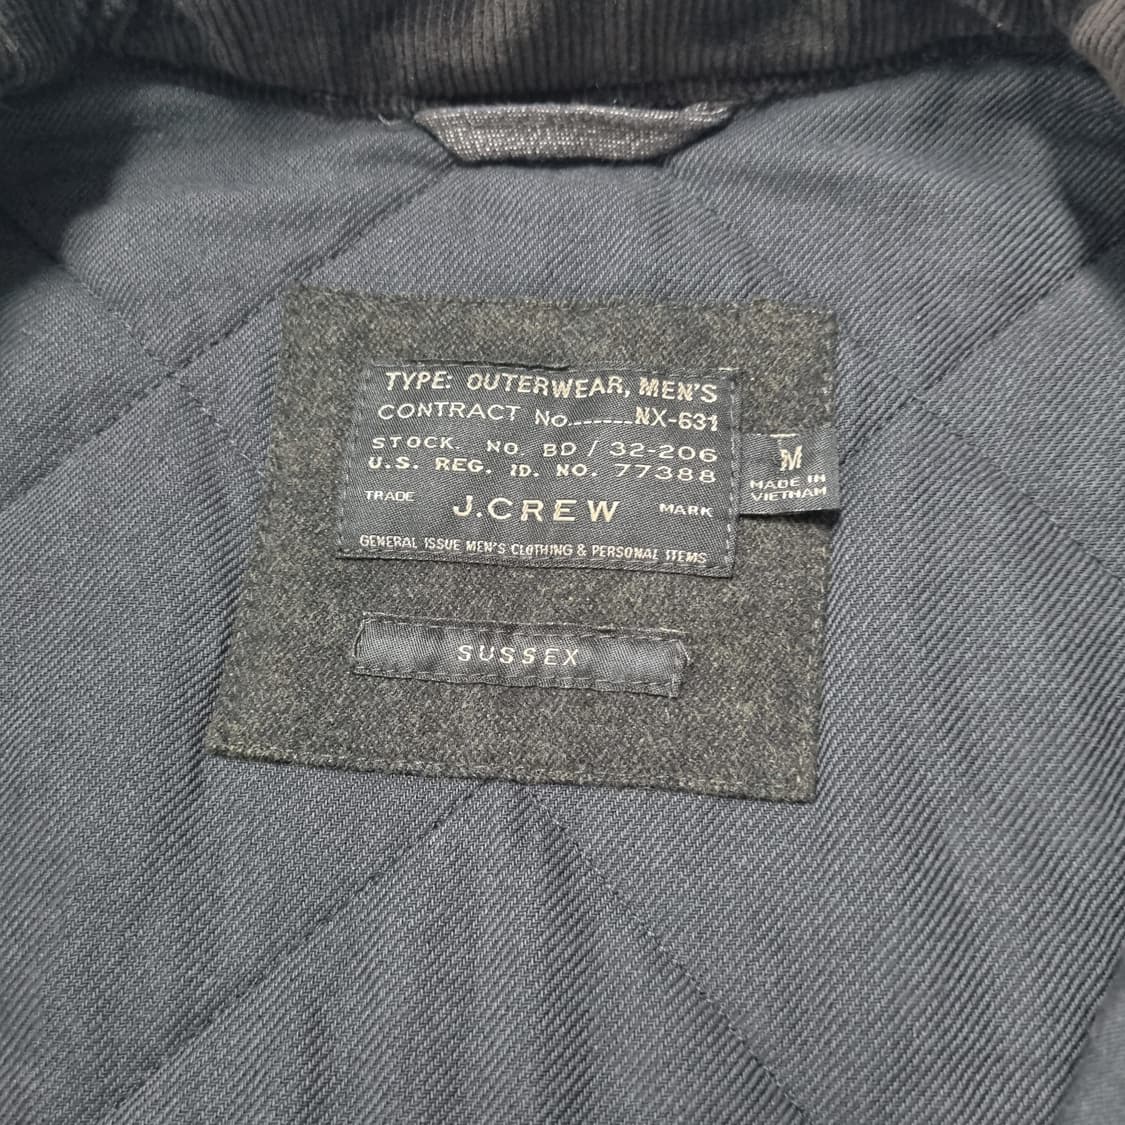 TYPE: OUTERWEAR, MEN'S
CONTRACT No.------NX-631
STOCK. NO. BD / 32-206
U.S. REG. ID. NO. 77388
TRADE J.CREW MARK
GENERAL ISSUE MEN'S CLOTHING & PERSONAL ITEMS
M
MADE IN
VIETNAM
SUSSEX